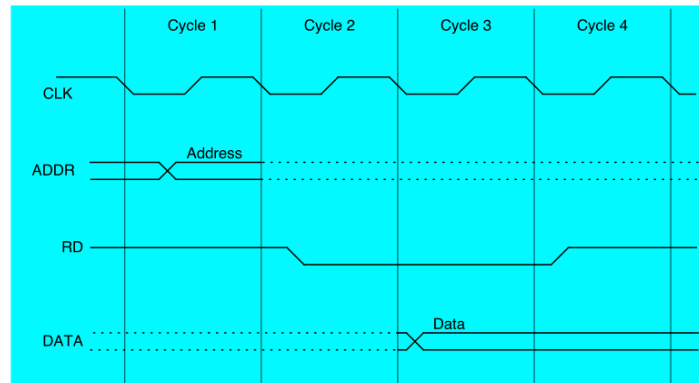 Cycle 1 Cycle 2 Cycle 3 Cycle 4
CLK
Address
ADDR
RD
Data
DATA